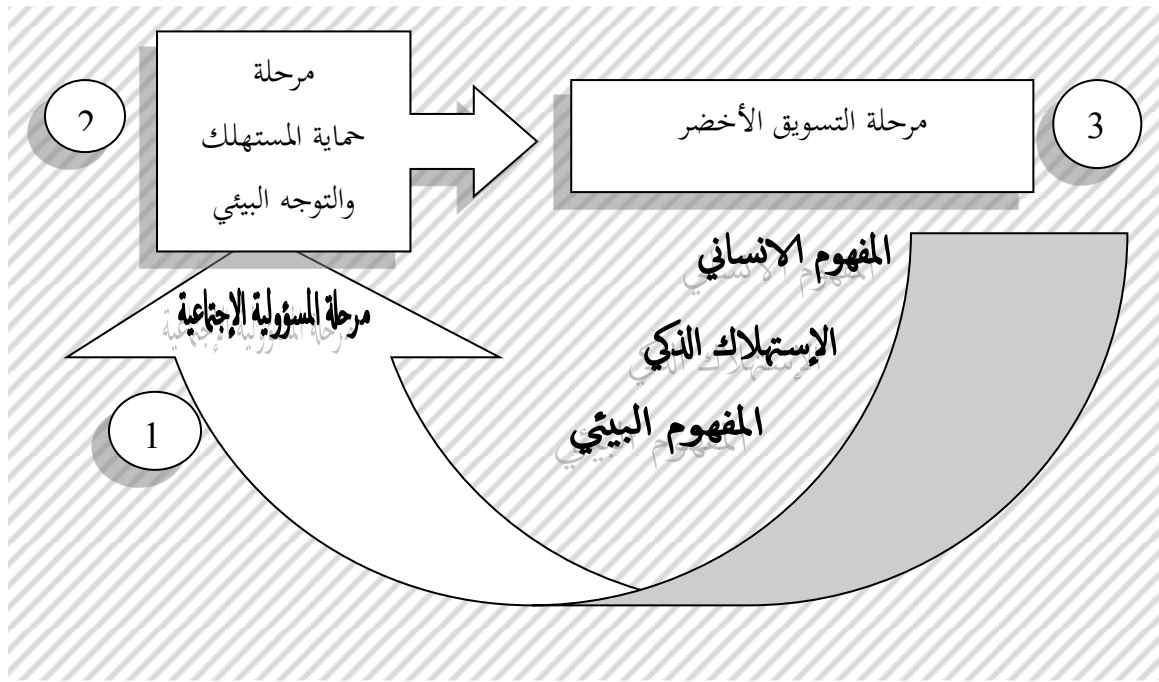 3
مرحلة التسويق الأخضر
مرحلة
حماية المستهلك
والتوجه البيئي
2
المفهوم الانساني
الإستهلاك الذكي
المفهوم البيئي
مرحلة المسؤولية الإجتماعية
1